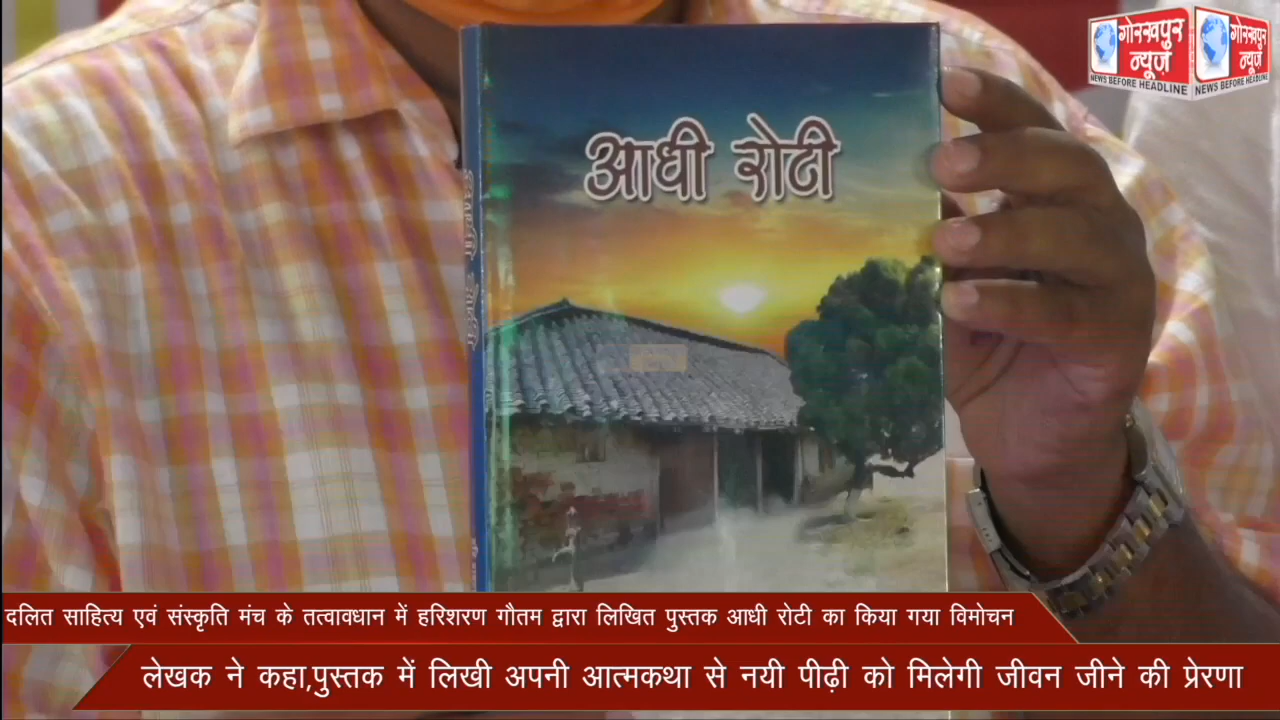 गोरखपुर
न्यूज़
NEWS BEFORE HEADLINE
गोरखपुर
न्यूज़
NEWS BEFORE HEADLINE
आधी रोटी
आधी रोटी
दलित साहित्य एवं संस्कृति मंच के तत्वावधान में हरिशरण गौतम द्वारा लिखित पुस्तक आधी रोटी का किया गया विमोचन
लेखक ने कहा,पुस्तक में लिखी अपनी आत्मकथा से नयी पीढ़ी को मिलेगी जीवन जीने की प्रेरणा